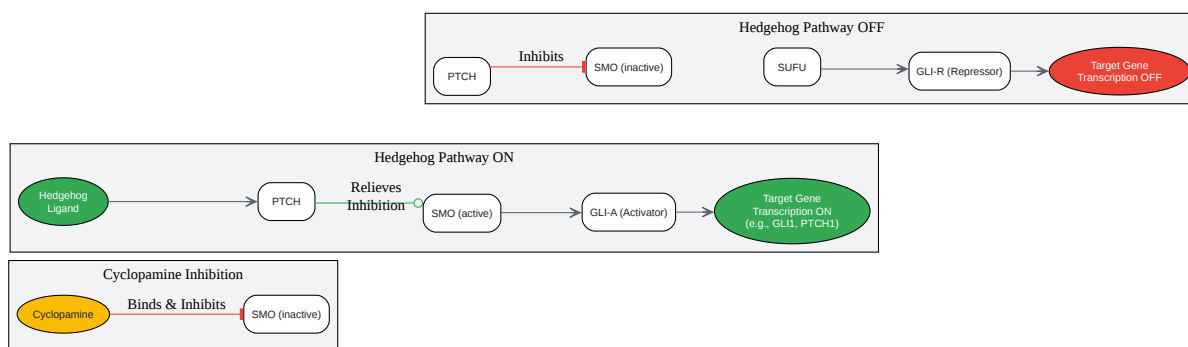 Hedgehog Pathway OFF
PTCH
Inhibits
SMO (inactive)
SUFU
GLI-R (Repressor)
Target Gene
Transcription OFF
Hedgehog Pathway ON
Hedgehog
Ligand
PTCH
Relieves
Inhibition
SMO (active)
GLI-A (Activator)
Target Gene
Transcription ON
(e.g., GLI1, PTCH1)
Cyclopamine Inhibition
Cyclopamine
Binds & Inhibits
SMO (inactive)